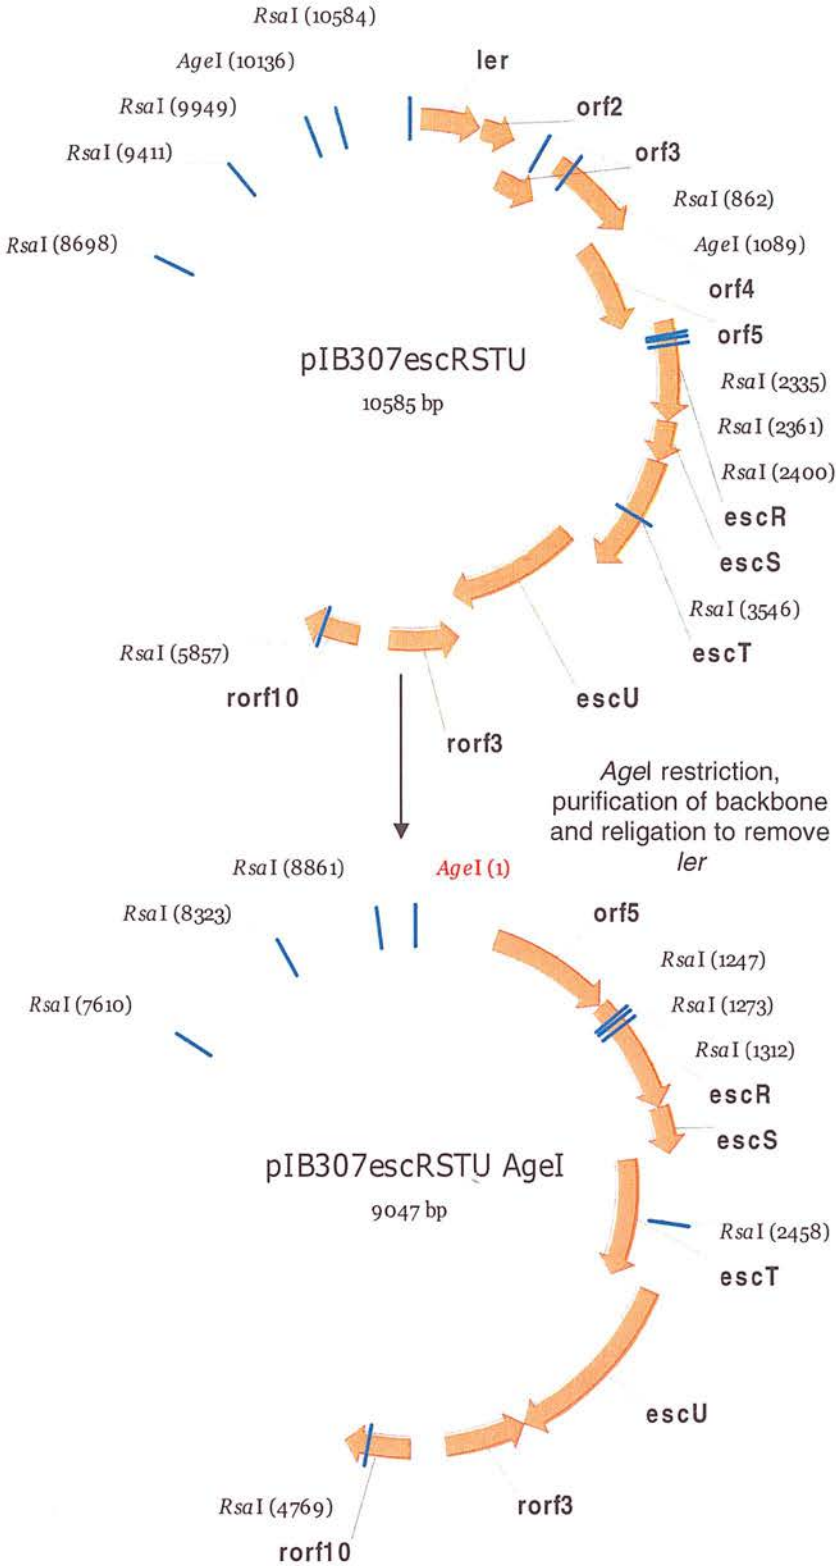 RsaI (10584)
AgeI (10136)
ler
RsaI (9949)
orf2
RsaI (9411)
orf3
RsaI (862)
RsaI (8698)
AgeI (1089)
orf4
orf5
pIB307escRSTU
10585 bp
RsaI (2335)
RsaI (2361)
RsaI (2400)
escR
escS
RsaI (3546)
RsaI (5857)
escT
rorf10
escU
rorf3
AgeI restriction,
purification of backbone
and religation to remove
ler
RsaI (8861)
AgeI (1)
RsaI (8323)
orf5
RsaI (1247)
RsaI (7610)
RsaI (1273)
RsaI (1312)
escR
escS
pIB307escRSTU AgeI
9047 bp
RsaI (2458)
escT
escU
RsaI (4769)
rorf3
rorf10